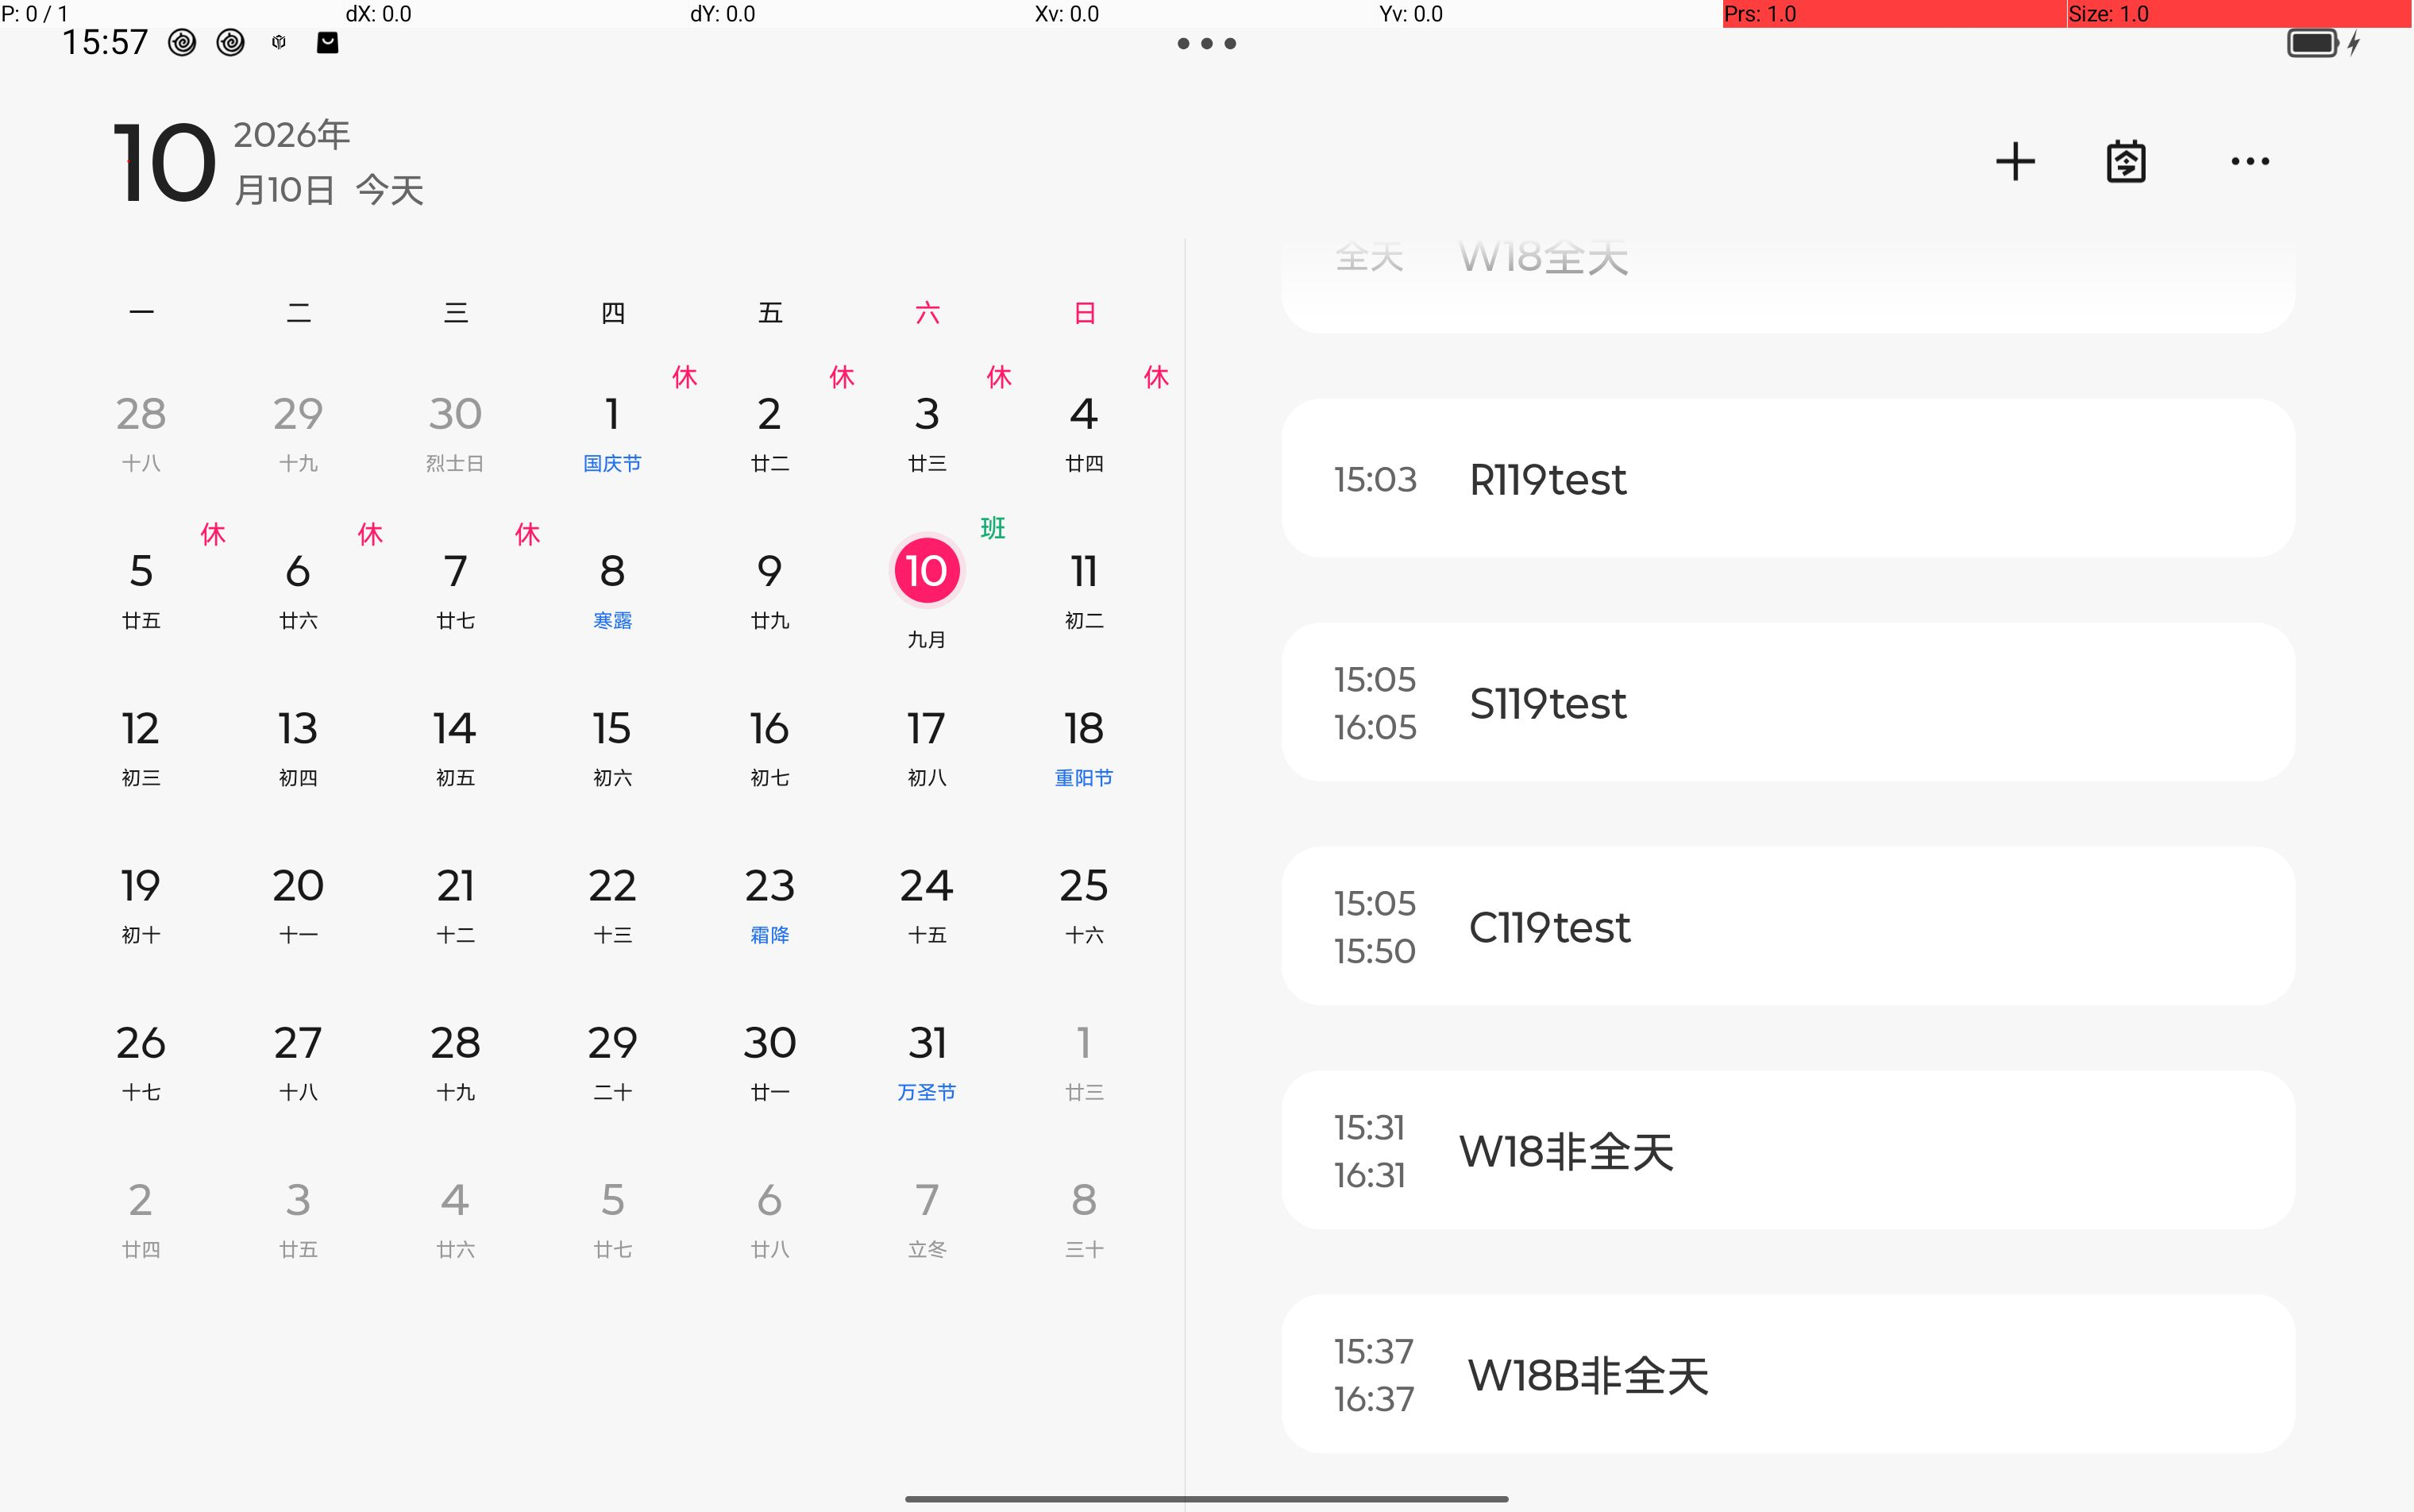 P: 0 / 1 dX: 0.0 dY: 0.0 Xv: 0.0 Yv: 0.0 Prs: 1.0 Size: 1.0
15:57
10
2026年
月10日 今天
一 二 三 四 五 六 日
休 休 休 休
28 29 30 1 2 3 4
十八 十九 烈士日 国庆节 廿二 廿三 廿四
休 休 休 班
5 6 7 8 9 10 11
廿五 廿六 廿七 寒露 廿九 九月 初二
12 13 14 15 16 17 18
初三 初四 初五 初六 初七 初八 重阳节
19 20 21 22 23 24 25
初十 十一 十二 十三 霜降 十五 十六
26 27 28 29 30 31 1
十七 十八 十九 二十 廿一 万圣节 廿三
2 3 4 5 6 7 8
廿四 廿五 廿六 廿七 廿八 立冬 三十
今
全天 W18全天
15:03 R119test
15:05
16:05
S119test
15:05
15:50
C119test
15:31
16:31
W18非全天
15:37
16:37
W18B非全天